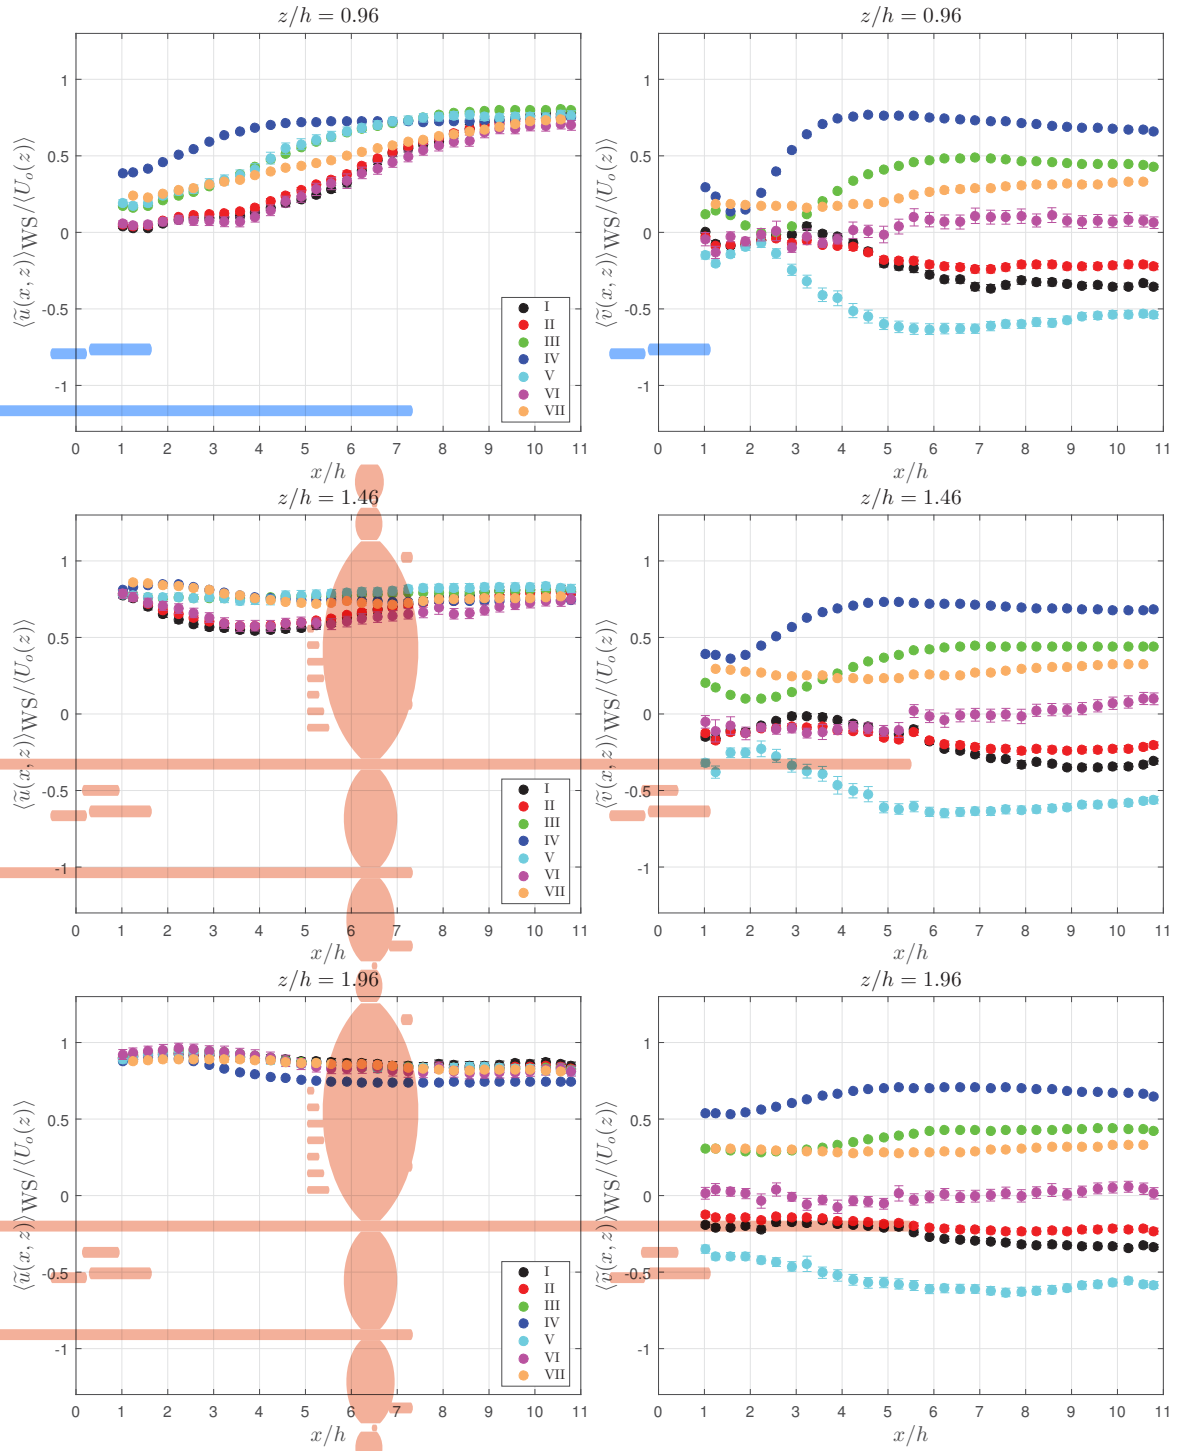 z/h = 0.96
z/h = 0.96
⟨ũ(x, z)⟩WS/⟨Uo(z)⟩
1
0.5
0
-0.5
-1
I
II
III
IV
V
VI
VII
0 1 2 3 4 5 6 7 8 9 10 11
x/h
⟨ṽ(x, z)⟩WS/⟨Uo(z)⟩
1
0.5
0
-0.5
-1
0 1 2 3 4 5 6 7 8 9 10 11
x/h
z/h = 1.46
z/h = 1.46
⟨ũ(x, z)⟩WS/⟨Uo(z)⟩
1
0.5
0
-0.5
-1
I
II
III
IV
V
VI
VII
0 1 2 3 4 5 6 7 8 9 10 11
x/h
⟨ṽ(x, z)⟩WS/⟨Uo(z)⟩
1
0.5
0
-0.5
-1
0 1 2 3 4 5 6 7 8 9 10 11
x/h
z/h = 1.96
z/h = 1.96
⟨ũ(x, z)⟩WS/⟨Uo(z)⟩
1
0.5
0
-0.5
-1
I
II
III
IV
V
VI
VII
0 1 2 3 4 5 6 7 8 9 10 11
x/h
⟨ṽ(x, z)⟩WS/⟨Uo(z)⟩
1
0.5
0
-0.5
-1
0 1 2 3 4 5 6 7 8 9 10 11
x/h